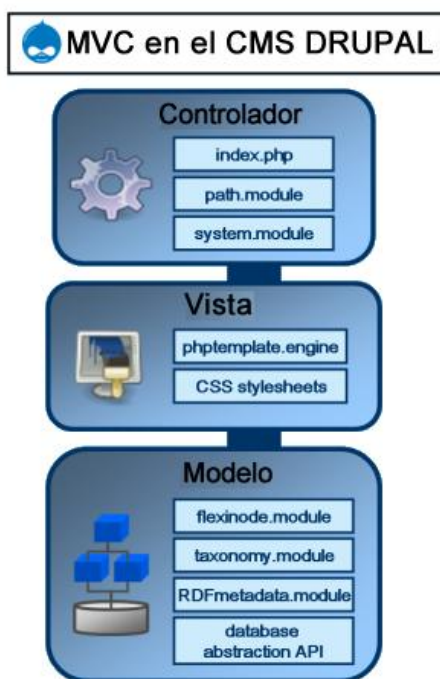 MVC en el CMS DRUPAL
Controlador
index.php
path.module
system.module
Vista
phptemplate.engine
CSS stylesheets
Modelo
flexinode.module
taxonomy.module
RDFmetadata.module
database
abstraction API